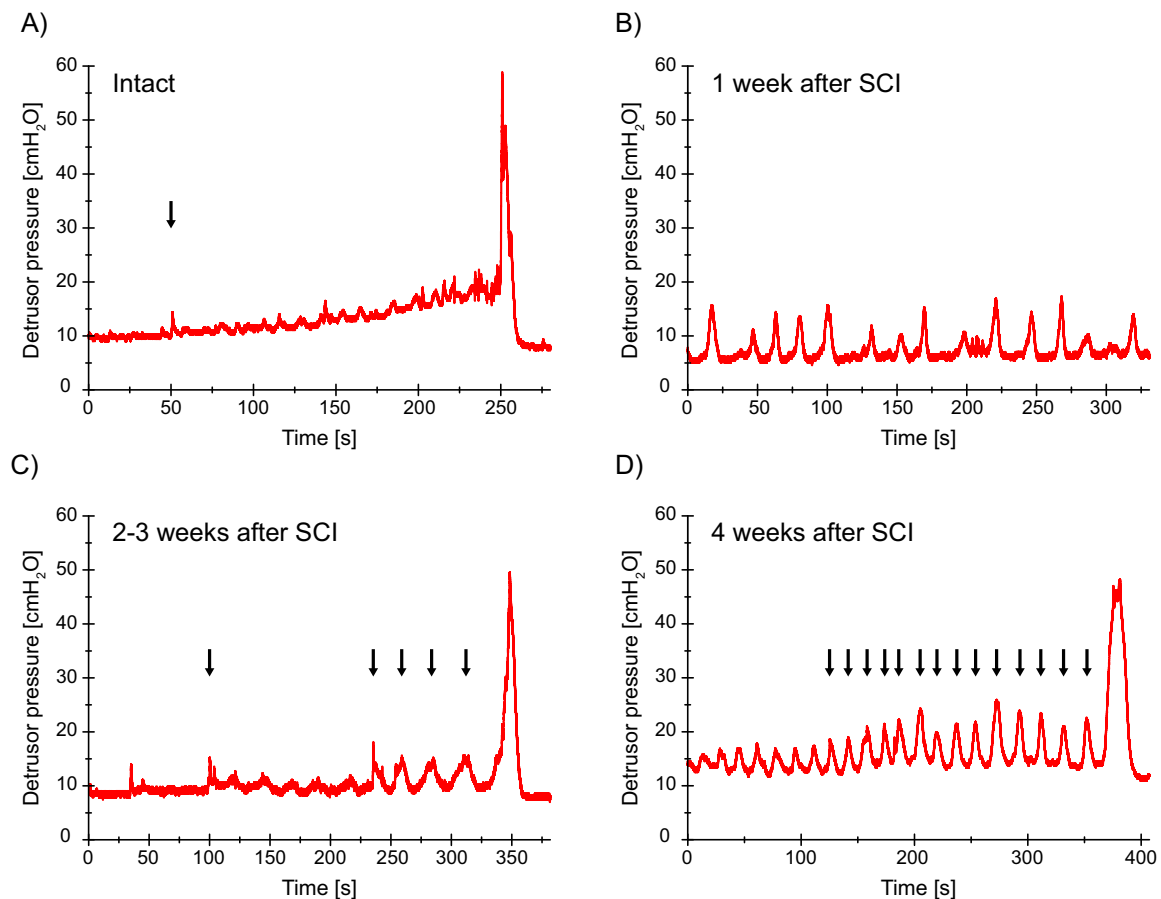 A)
Intact
Detrusor pressure [cmH₂O]
60
50
40
30
20
10
0
0 50 100 150 200 250
Time [s]
B)
1 week after SCI
Detrusor pressure [cmH₂O]
60
50
40
30
20
10
0
0 50 100 150 200 250 300
Time [s]
C)
2-3 weeks after SCI
Detrusor pressure [cmH₂O]
60
50
40
30
20
10
0
0 50 100 150 200 250 300 350
Time [s]
D)
4 weeks after SCI
Detrusor pressure [cmH₂O]
60
50
40
30
20
10
0
0 100 200 300 400
Time [s]